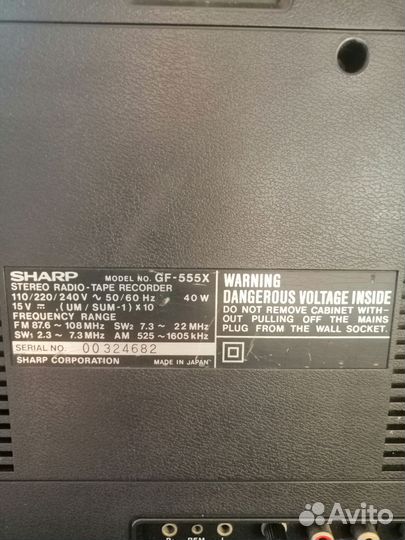 SHARP MODEL NO. GF-555X
STEREO RADIO-TAPE RECORDER
110/220/240 V ∿ 50/60 Hz 40 W
15 V ⎓ (UM/SUM-1) x 10
FREQUENCY RANGE
FM 87.6 ~ 108 MHz SW2 7.3 ~ 22 MHz
SW1 2.3 ~ 7.3 MHz AM 525 ~ 1605 kHz
SERIAL NO. 00324682
SHARP CORPORATION MADE IN JAPAN
WARNING
DANGEROUS VOLTAGE INSIDE
DO NOT REMOVE CABINET WITH-
OUT PULLING OFF THE MAINS
PLUG FROM THE WALL SOCKET.
R REM L
Avito